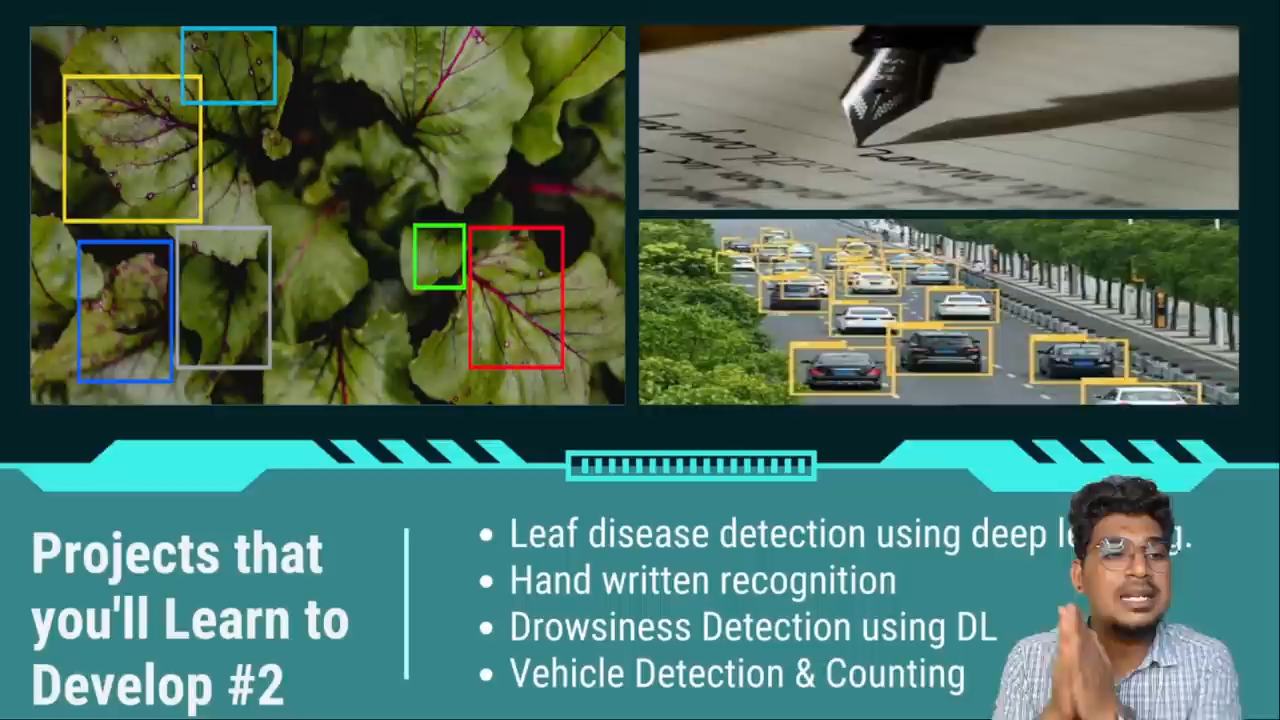 Projects that
you'll Learn to
Develop #2
• Leaf disease detection using deep
• Hand written recognition
• Drowsiness Detection using DL
• Vehicle Detection & Counting